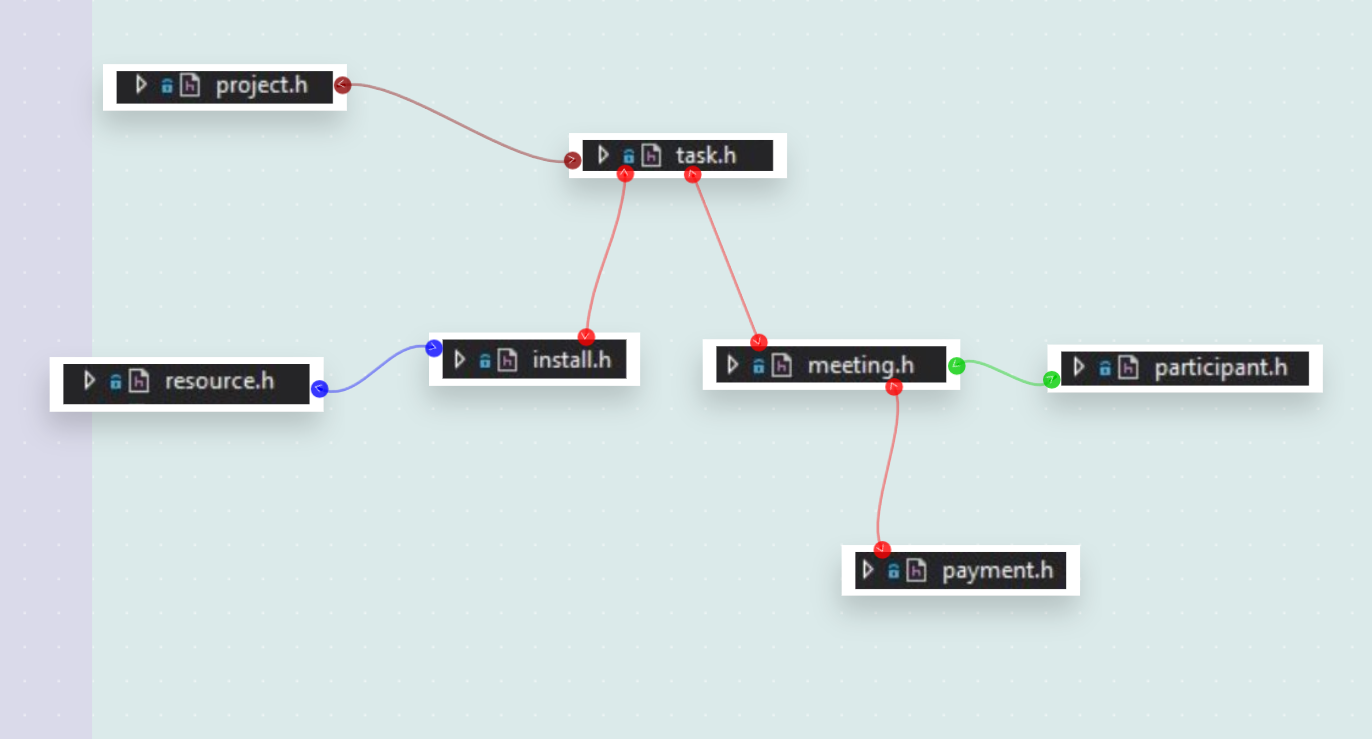 project.h
task.h
install.h
meeting.h
participant.h
resource.h
payment.h